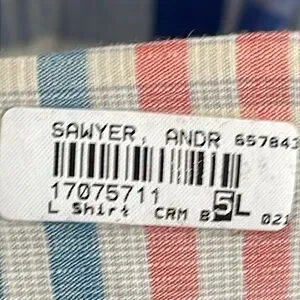 SAWYER, ANDR 657843
17075711
L Shirt CRM B 5L 021